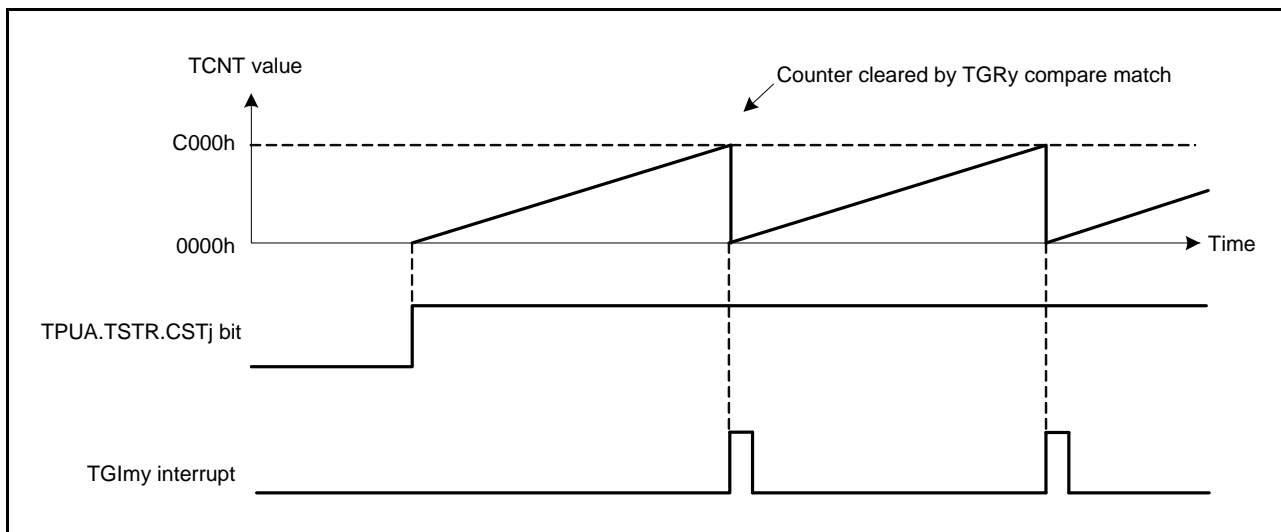 TCNT value
Counter cleared by TGRy compare match
C000h
0000h
Time
TPUA.TSTR.CSTj bit
TGImy interrupt